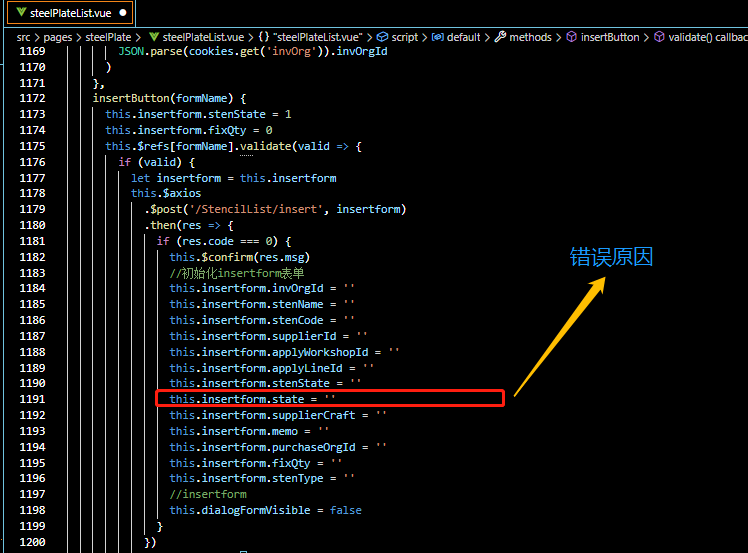 steelPlateList.vue
src > pages > steelPlate > steelPlateList.vue > {} "steelPlateList.vue" > script > default > methods > insertButton > validate() callba
1169 JSON.parse(cookies.get('invOrg')).invOrgId
1170 )
1171 },
1172 insertButton(formName) {
1173 this.insertform.stenState = 1
1174 this.insertform.fixQty = 0
1175 this.$refs[formName].validate(valid => {
1176 if (valid) {
1177 let insertform = this.insertform
1178 this.$axios
1179 .$post('/StencilList/insert', insertform)
1180 .then(res => {
1181 if (res.code === 0) {
1182 this.$confirm(res.msg)
1183 //初始化insertform表单
1184 this.insertform.invOrgId = ''
1185 this.insertform.stenName = ''
1186 this.insertform.stenCode = ''
1187 this.insertform.supplierId = ''
1188 this.insertform.applyWorkshopId = ''
1189 this.insertform.applyLineId = ''
1190 this.insertform.stenState = ''
1191 this.insertform.state = ''
1192 this.insertform.supplierCraft = ''
1193 this.insertform.memo = ''
1194 this.insertform.purchaseOrgId = ''
1195 this.insertform.fixQty = ''
1196 this.insertform.stenType = ''
1197 //insertform
1198 this.dialogFormVisible = false
1199 }
1200 })
错误原因